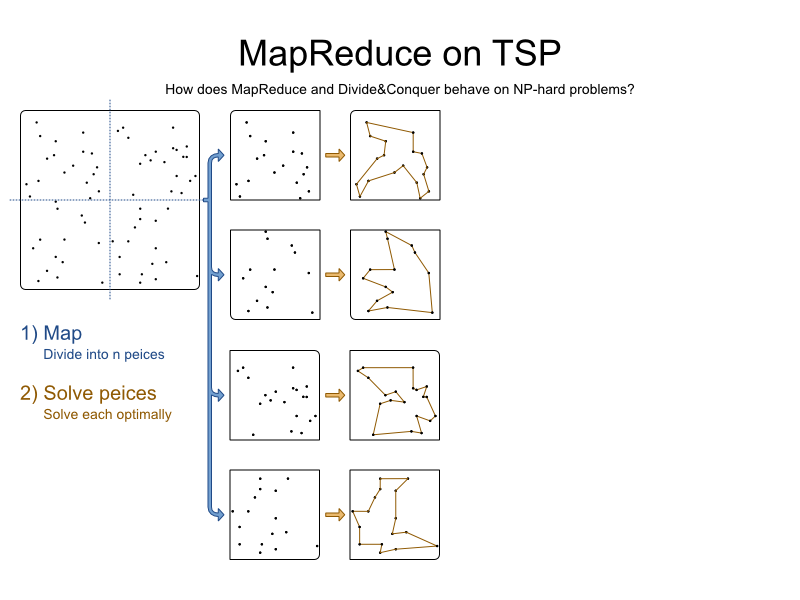 MapReduce on TSP
How does MapReduce and Divide&Conquer behave on NP-hard problems?
1) Map
Divide into n peices
2) Solve peices
Solve each optimally